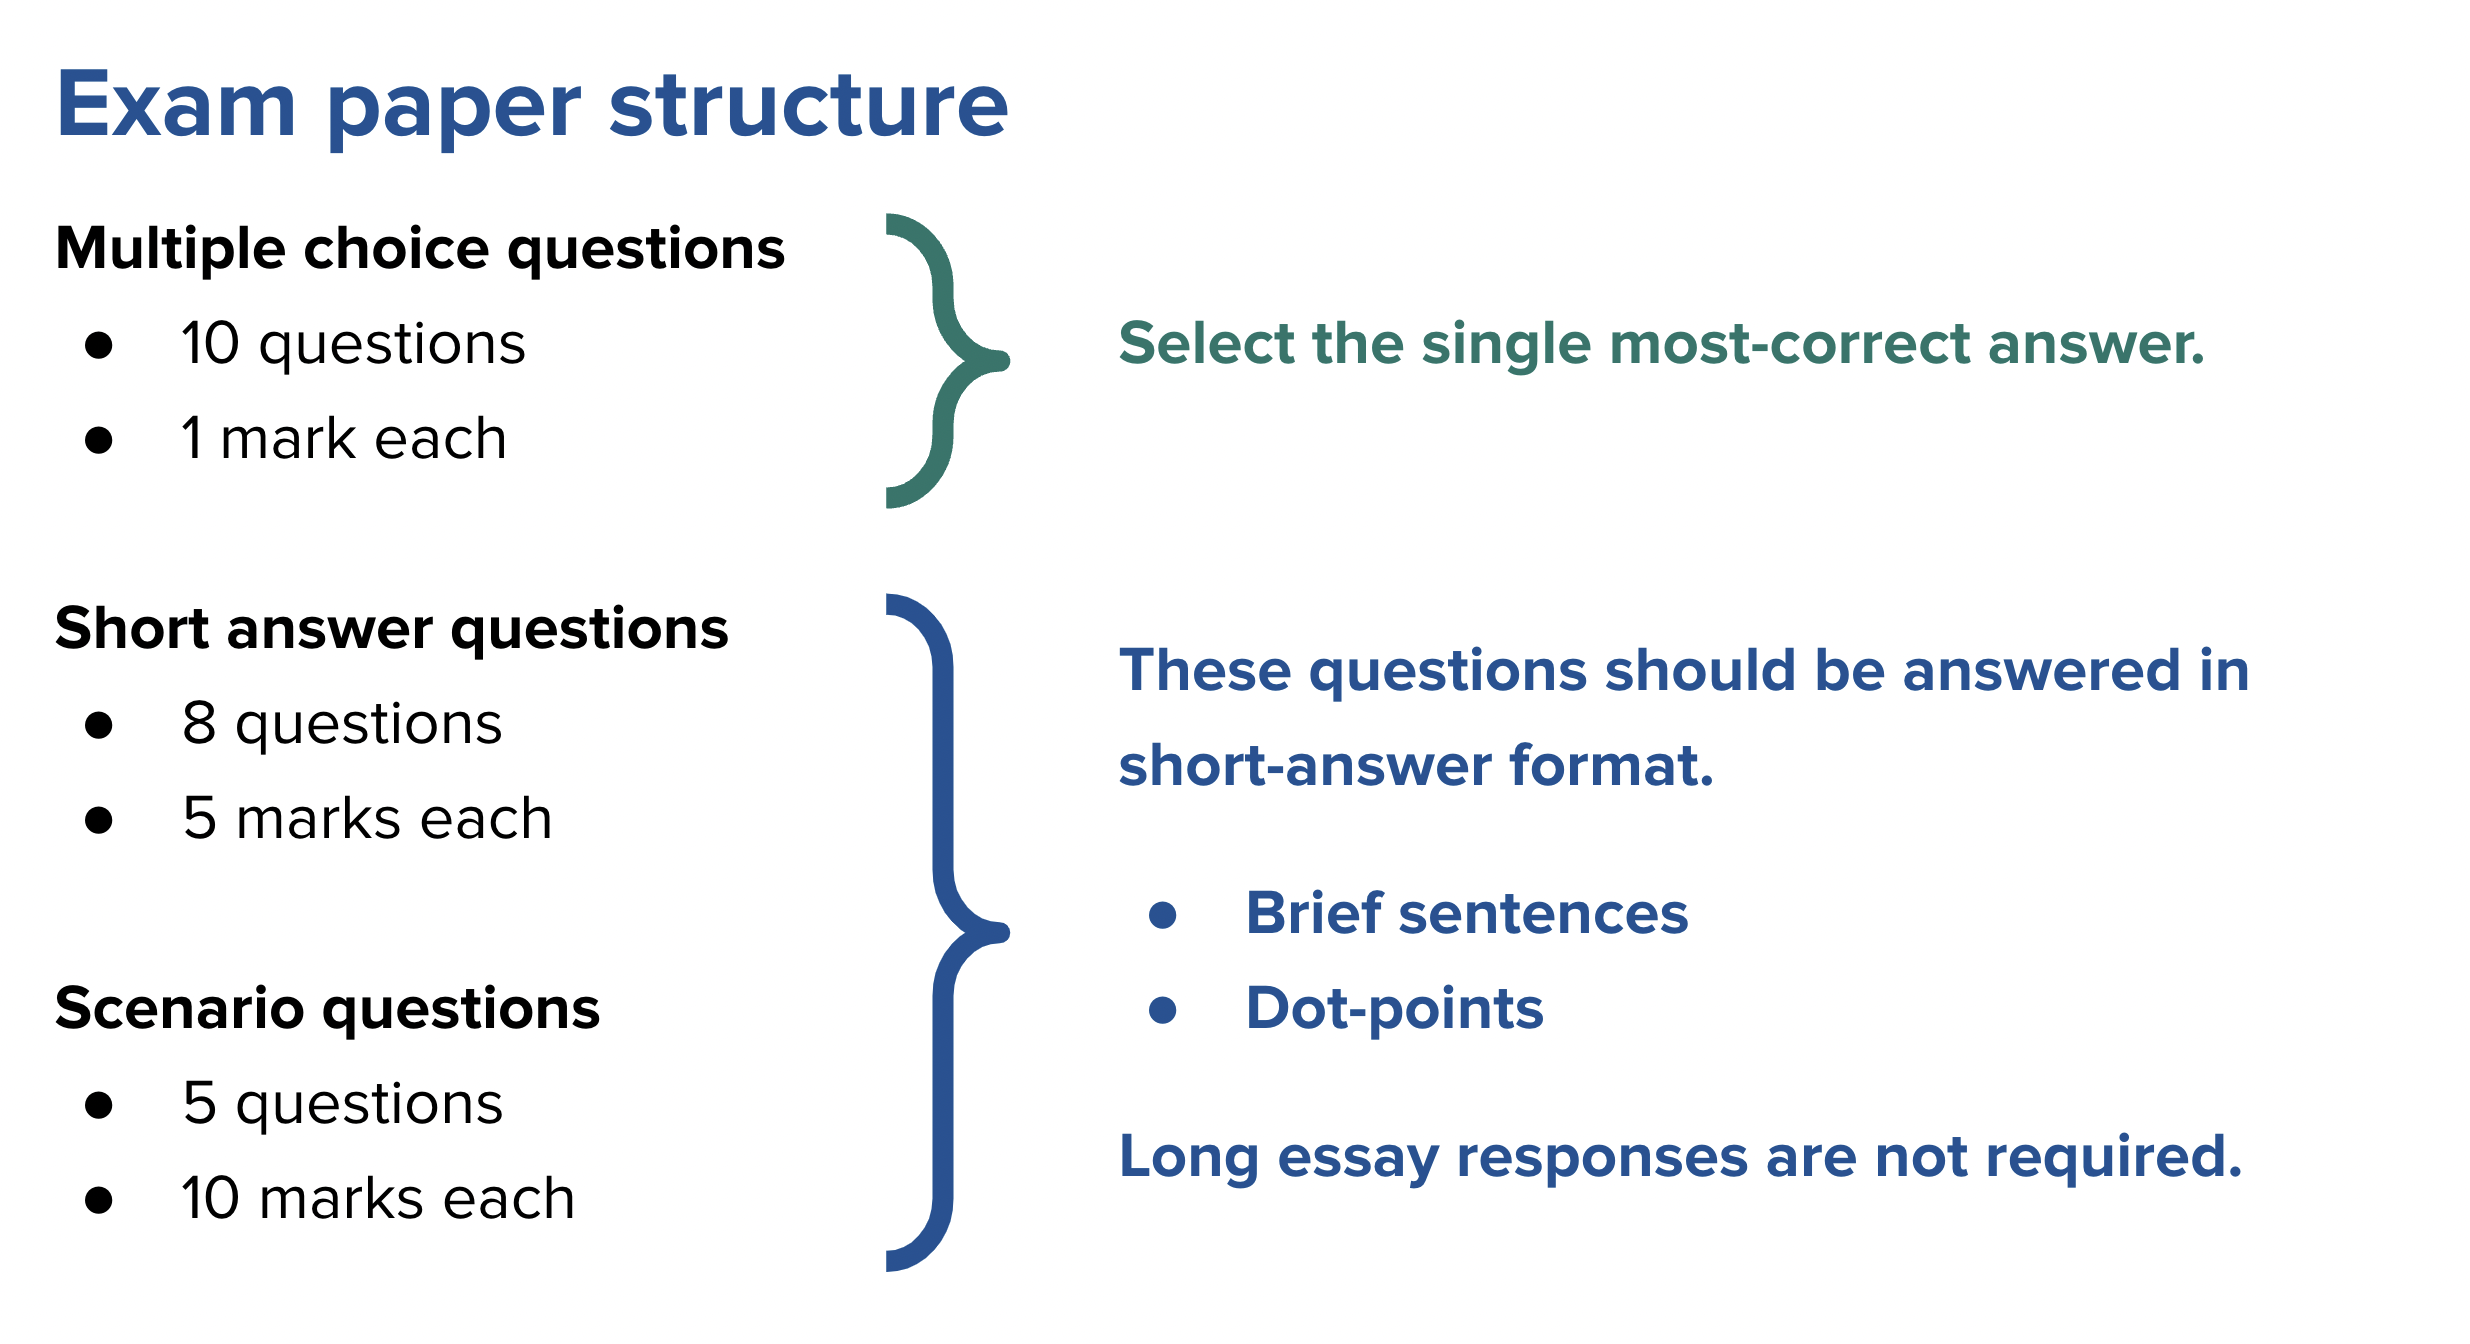 Exam paper structure
Multiple choice questions
● 10 questions
● 1 mark each
Select the single most-correct answer.
Short answer questions
● 8 questions
● 5 marks each
Scenario questions
● 5 questions
● 10 marks each
These questions should be answered in
short-answer format.
● Brief sentences
● Dot-points
Long essay responses are not required.